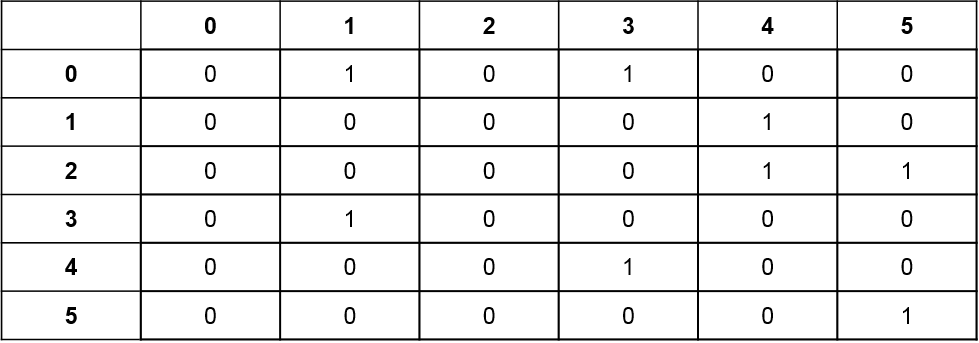 0 1 2 3 4 5
0 0 1 0 1 0 0
1 0 0 0 0 1 0
2 0 0 0 0 1 1
3 0 1 0 0 0 0
4 0 0 0 1 0 0
5 0 0 0 0 0 1